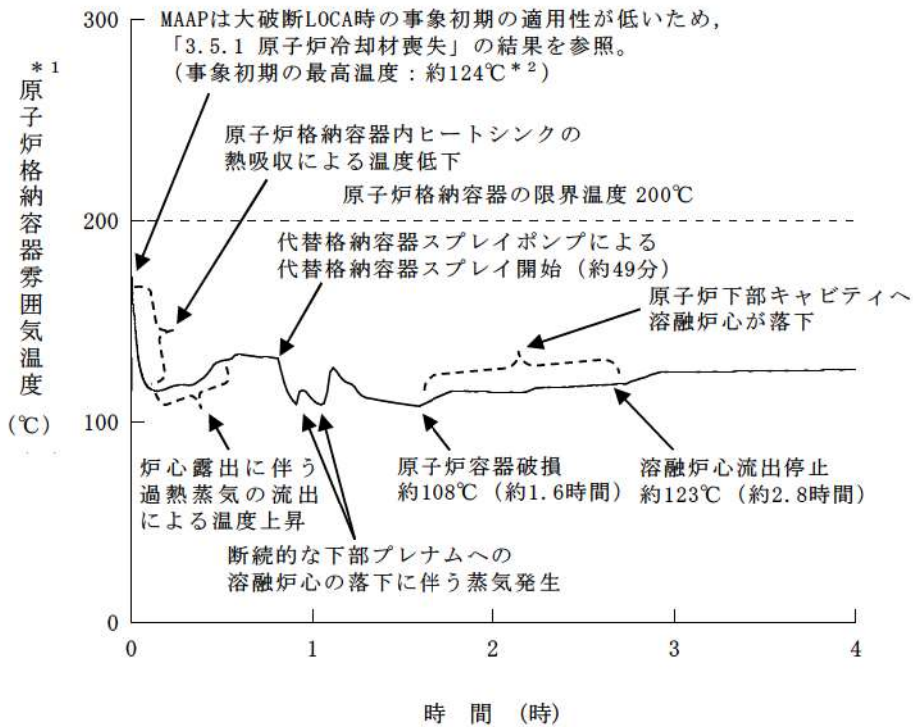 300
MAAPは大破断LOCA時の事象初期の適用性が低いため,
「3.5.1 原子炉冷却材喪失」の結果を参照。
(事象初期の最高温度:約124℃*2)
*1
原子炉格納容器雰囲気温度
(℃)
原子炉格納容器内ヒートシンクの
熱吸収による温度低下
原子炉格納容器の限界温度 200℃
200
代替格納容器スプレイポンプによる
代替格納容器スプレイ開始(約49分)
原子炉下部キャビティへ
溶融炉心が落下
100
炉心露出に伴う
過熱蒸気の流出
による温度上昇
原子炉容器破損
約108℃(約1.6時間)
溶融炉心流出停止
約123℃(約2.8時間)
断続的な下部プレナムへの
溶融炉心の落下に伴う蒸気発生
0
0 1 2 3 4
時 間 (時)